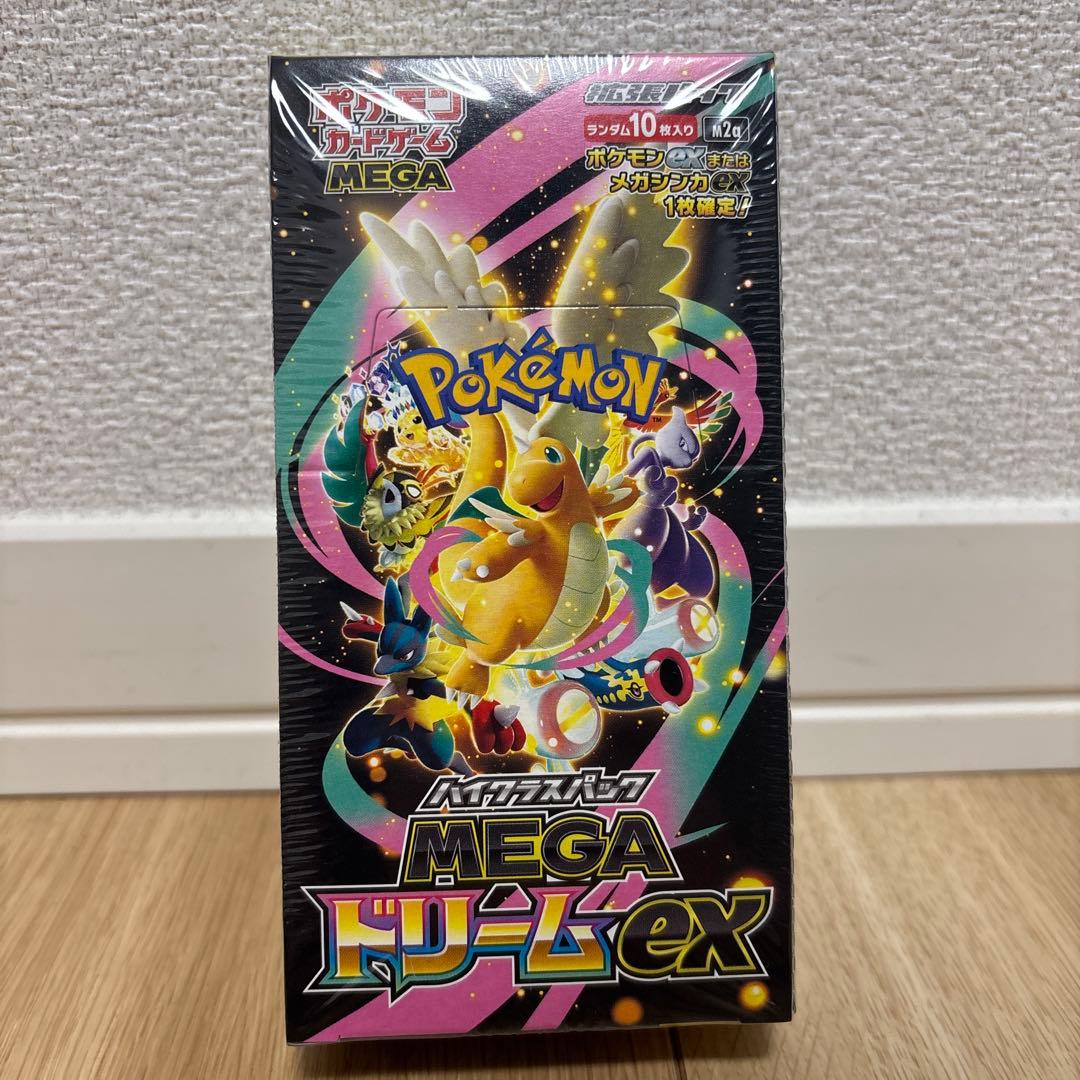 ポケモン
カードゲーム
MEGA
拡張パック
ランダム10枚入り M2a
ポケモンexまたは
メガシンカex
1枚確定!
POKéMON
TM
ハイクラスパック
MEGA
ドリームex